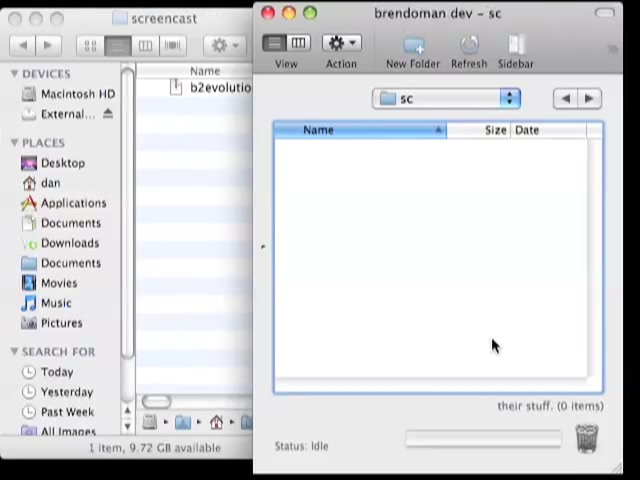 screencast
brendoman dev – sc
View
Action
New Folder
Refresh
Sidebar
sc
Name
Size
Date
their stuff. (0 items)
Status: Idle
Name
b2evolutio
DEVICES
Macintosh HD
External...
PLACES
Desktop
dan
Applications
Documents
Downloads
Documents
Movies
Music
Pictures
SEARCH FOR
Today
Yesterday
Past Week
All Images
1 item, 9.72 GB available